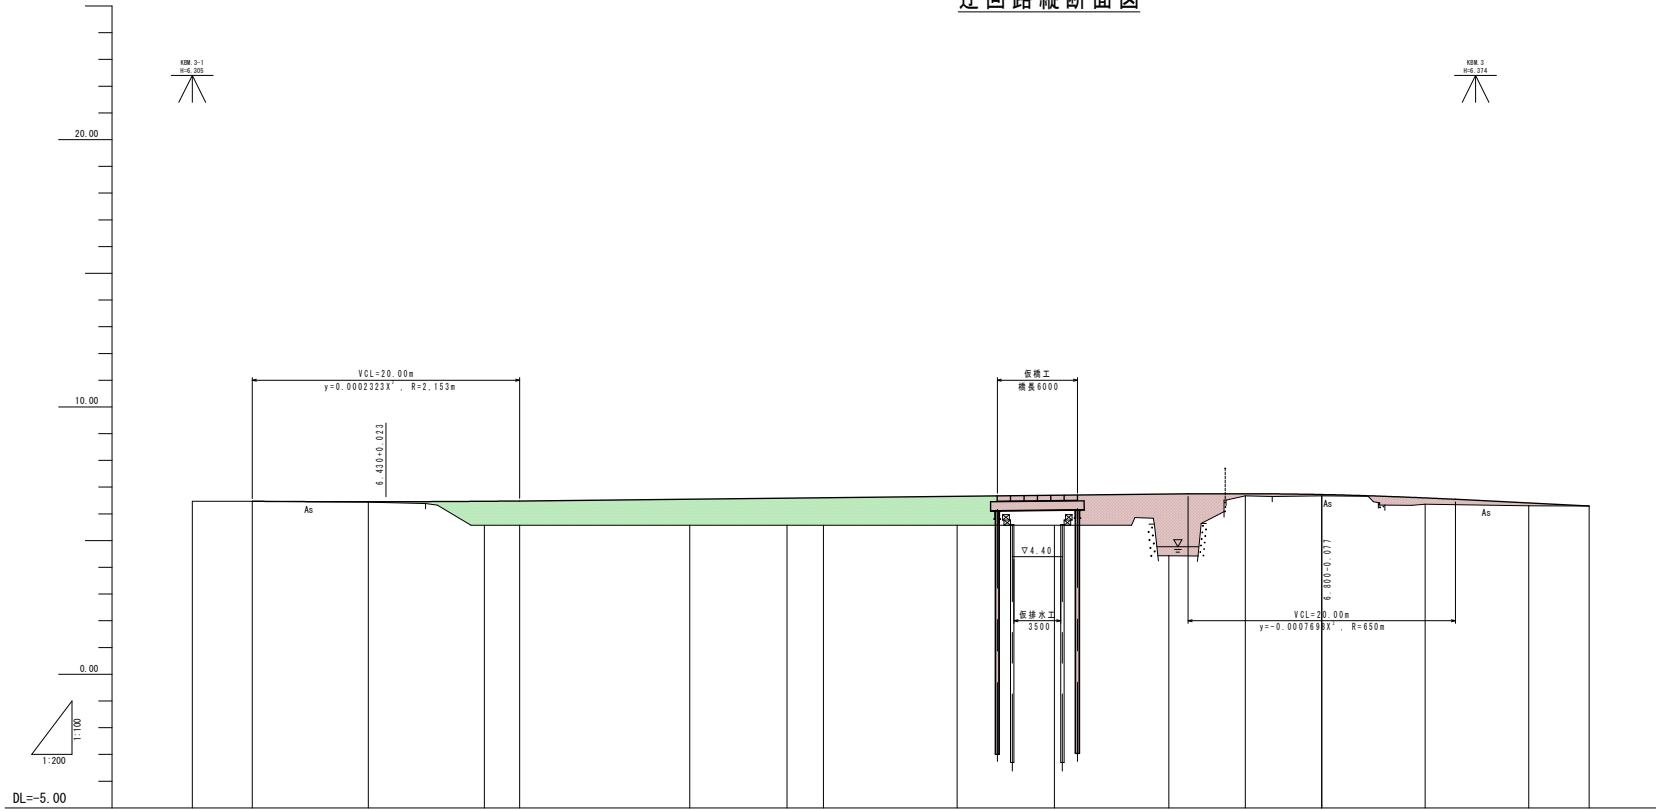 迂回路縦断面図
KBM.3-1
H=6.305
KBM.3
H=6.374
20.00
VCL=20.00m
y=0.0002323X², R=2,153m
仮橋工
橋長6000
10.00
6.430+0.023
As
As
As
▽4.40
6.800-0.077
仮排水工
3500
VCL=20.00m
y=-0.0007698X², R=650m
0.00
1:100
1:200
DL=-5.00